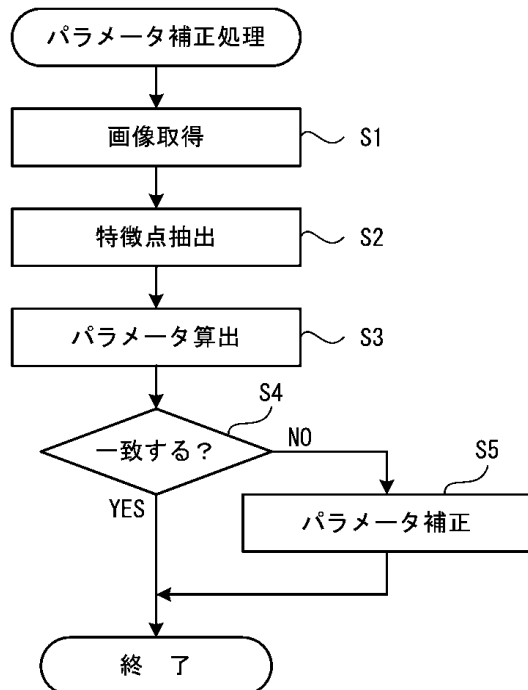 パラメータ補正処理
画像取得
S1
特徴点抽出
S2
パラメータ算出
S3
S4
一致する?
NO
YES
S5
パラメータ補正
終 了